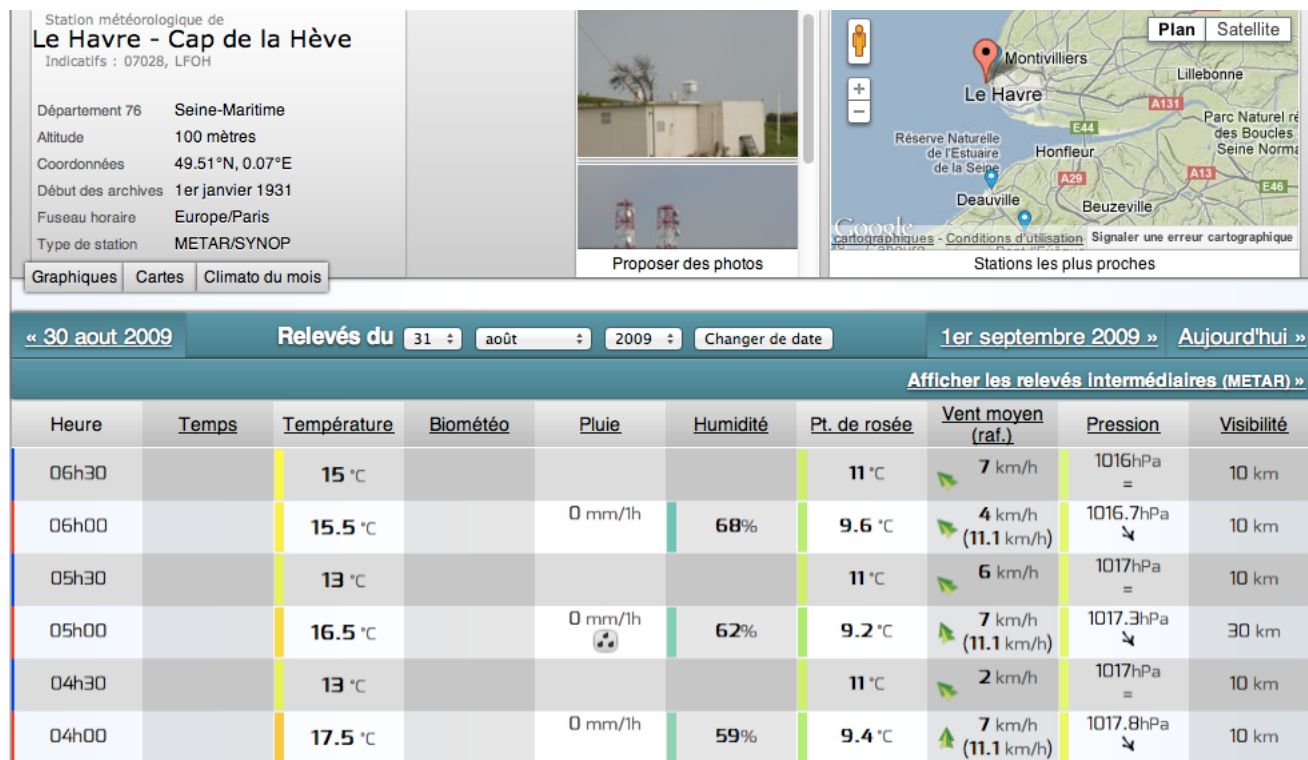 Station météorologique de
Le Havre - Cap de la Hève
Indicatifs : 07028, LFOH
Département 76 Seine-Maritime
Altitude 100 mètres
Coordonnées 49.51°N, 0.07°E
Début des archives 1er janvier 1931
Fuseau horaire Europe/Paris
Type de station METAR/SYNOP
Graphiques Cartes Climato du mois
Proposer des photos
Plan Satellite
Montivilliers
Lillebonne
Le Havre
A131
Parc Naturel ré
des Boucles
Seine Norma
E44
Réserve Naturelle
de l'Estuaire
de la Seine
Honfleur
A29
A13
E46
Deauville
Beuzeville
Google
cartographiques - Conditions d'utilisation Signaler une erreur cartographique
Stations les plus proches
« 30 aout 2009 Relevés du 31 août 2009 Changer de date 1er septembre 2009 » Aujourd'hui »
Afficher les relevés intermédiaires (METAR) »
Heure Temps Température Biométéo Pluie Humidité Pt. de rosée Vent moyen (raf.) Pression Visibilité
06h30 15 °C 11 °C 7 km/h 1016hPa = 10 km
06h00 15.5 °C 0 mm/1h 68% 9.6 °C 4 km/h (11.1 km/h) 1016.7hPa 10 km
05h30 13 °C 11 °C 6 km/h 1017hPa = 10 km
05h00 16.5 °C 0 mm/1h 62% 9.2 °C 7 km/h (11.1 km/h) 1017.3hPa 30 km
04h30 13 °C 11 °C 2 km/h 1017hPa = 10 km
04h00 17.5 °C 0 mm/1h 59% 9.4 °C 7 km/h (11.1 km/h) 1017.8hPa 10 km